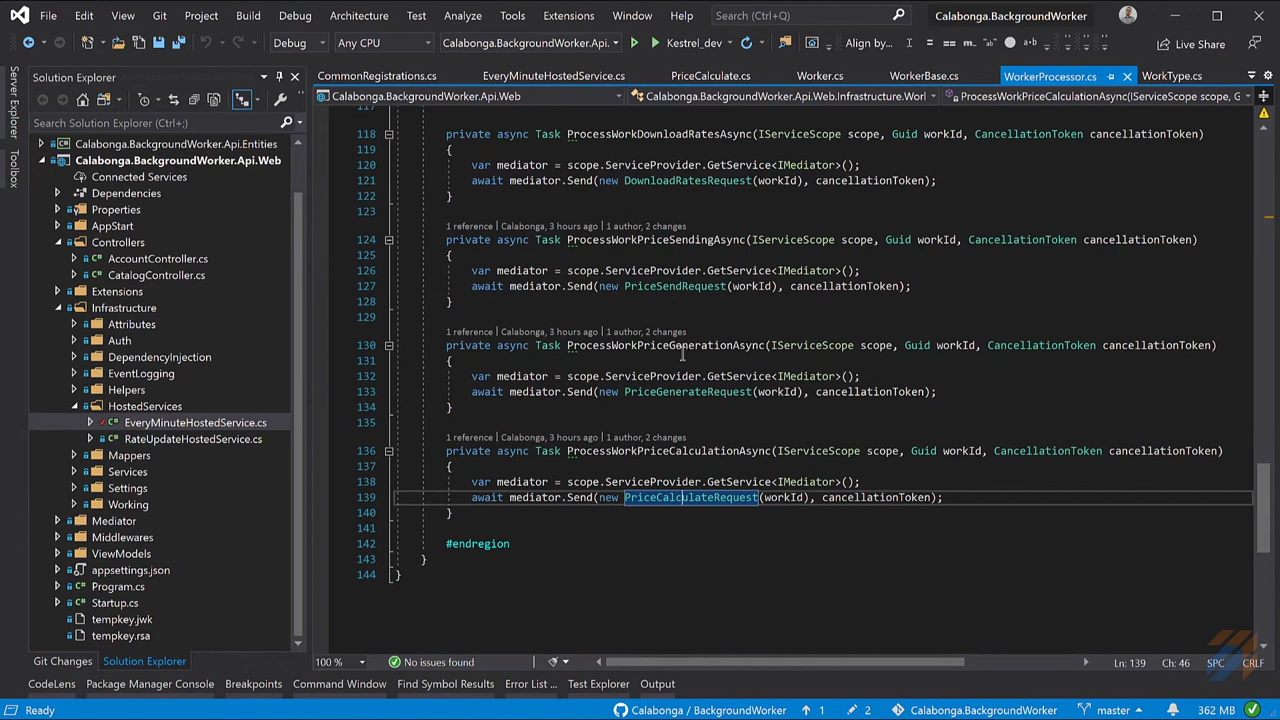 File Edit View Git Project Build Debug Architecture Test Analyze Tools Extensions Window Help Search (Ctrl+Q) Calabonga.BackgroundWorker
Debug Any CPU Calabonga.BackgroundWorker.Api. Kestrel_dev Align by... Live Share
Server Explorer
Toolbox
Solution Explorer
Search Solution Explorer (Ctrl+;)
Calabonga.BackgroundWorker.Api.Entities
Calabonga.BackgroundWorker.Api.Web
Connected Services
Dependencies
Properties
AppStart
Controllers
AccountController.cs
CatalogController.cs
Extensions
Infrastructure
Attributes
Auth
DependencyInjection
EventLogging
Helpers
HostedServices
EveryMinuteHostedService.cs
RateUpdateHostedService.cs
Mappers
Services
Settings
Working
Mediator
Middlewares
ViewModels
appsettings.json
Program.cs
Startup.cs
tempkey.jwk
tempkey.rsa
Git Changes Solution Explorer
CommonRegistrations.cs EveryMinuteHostedService.cs PriceCalculate.cs Worker.cs WorkerBase.cs WorkerProcessor.cs WorkType.cs
Calabonga.BackgroundWorker.Api.Web Calabonga.BackgroundWorker.Api.Web.Infrastructure.Worl ProcessWorkPriceCalculationAsync(IServiceScope scope, G
117
118 private async Task ProcessWorkDownloadRatesAsync(IServiceScope scope, Guid workId, CancellationToken cancellationToken)
119 {
120 var mediator = scope.ServiceProvider.GetService<IMediator>();
121 await mediator.Send(new DownloadRatesRequest(workId), cancellationToken);
122 }
123
1 reference | Calabonga, 3 hours ago | 1 author, 2 changes
124 private async Task ProcessWorkPriceSendingAsync(IServiceScope scope, Guid workId, CancellationToken cancellationToken)
125 {
126 var mediator = scope.ServiceProvider.GetService<IMediator>();
127 await mediator.Send(new PriceSendRequest(workId), cancellationToken);
128 }
129
1 reference | Calabonga, 3 hours ago | 1 author, 2 changes
130 private async Task ProcessWorkPriceGenerationAsync(IServiceScope scope, Guid workId, CancellationToken cancellationToken)
131 {
132 var mediator = scope.ServiceProvider.GetService<IMediator>();
133 await mediator.Send(new PriceGenerateRequest(workId), cancellationToken);
134 }
135
1 reference | Calabonga, 3 hours ago | 1 author, 2 changes
136 private async Task ProcessWorkPriceCalculationAsync(IServiceScope scope, Guid workId, CancellationToken cancellationToken)
137 {
138 var mediator = scope.ServiceProvider.GetService<IMediator>();
139 await mediator.Send(new PriceCalculateRequest(workId), cancellationToken);
140 }
141
142 #endregion
143 }
144 }
100 % No issues found Ln: 139 Ch: 46 SPC CRLF
CodeLens Package Manager Console Breakpoints Command Window Find Symbol Results Error List ... Test Explorer Output
Ready Calabonga / BackgroundWorker 1 2 Calabonga.BackgroundWorker master 362 MB